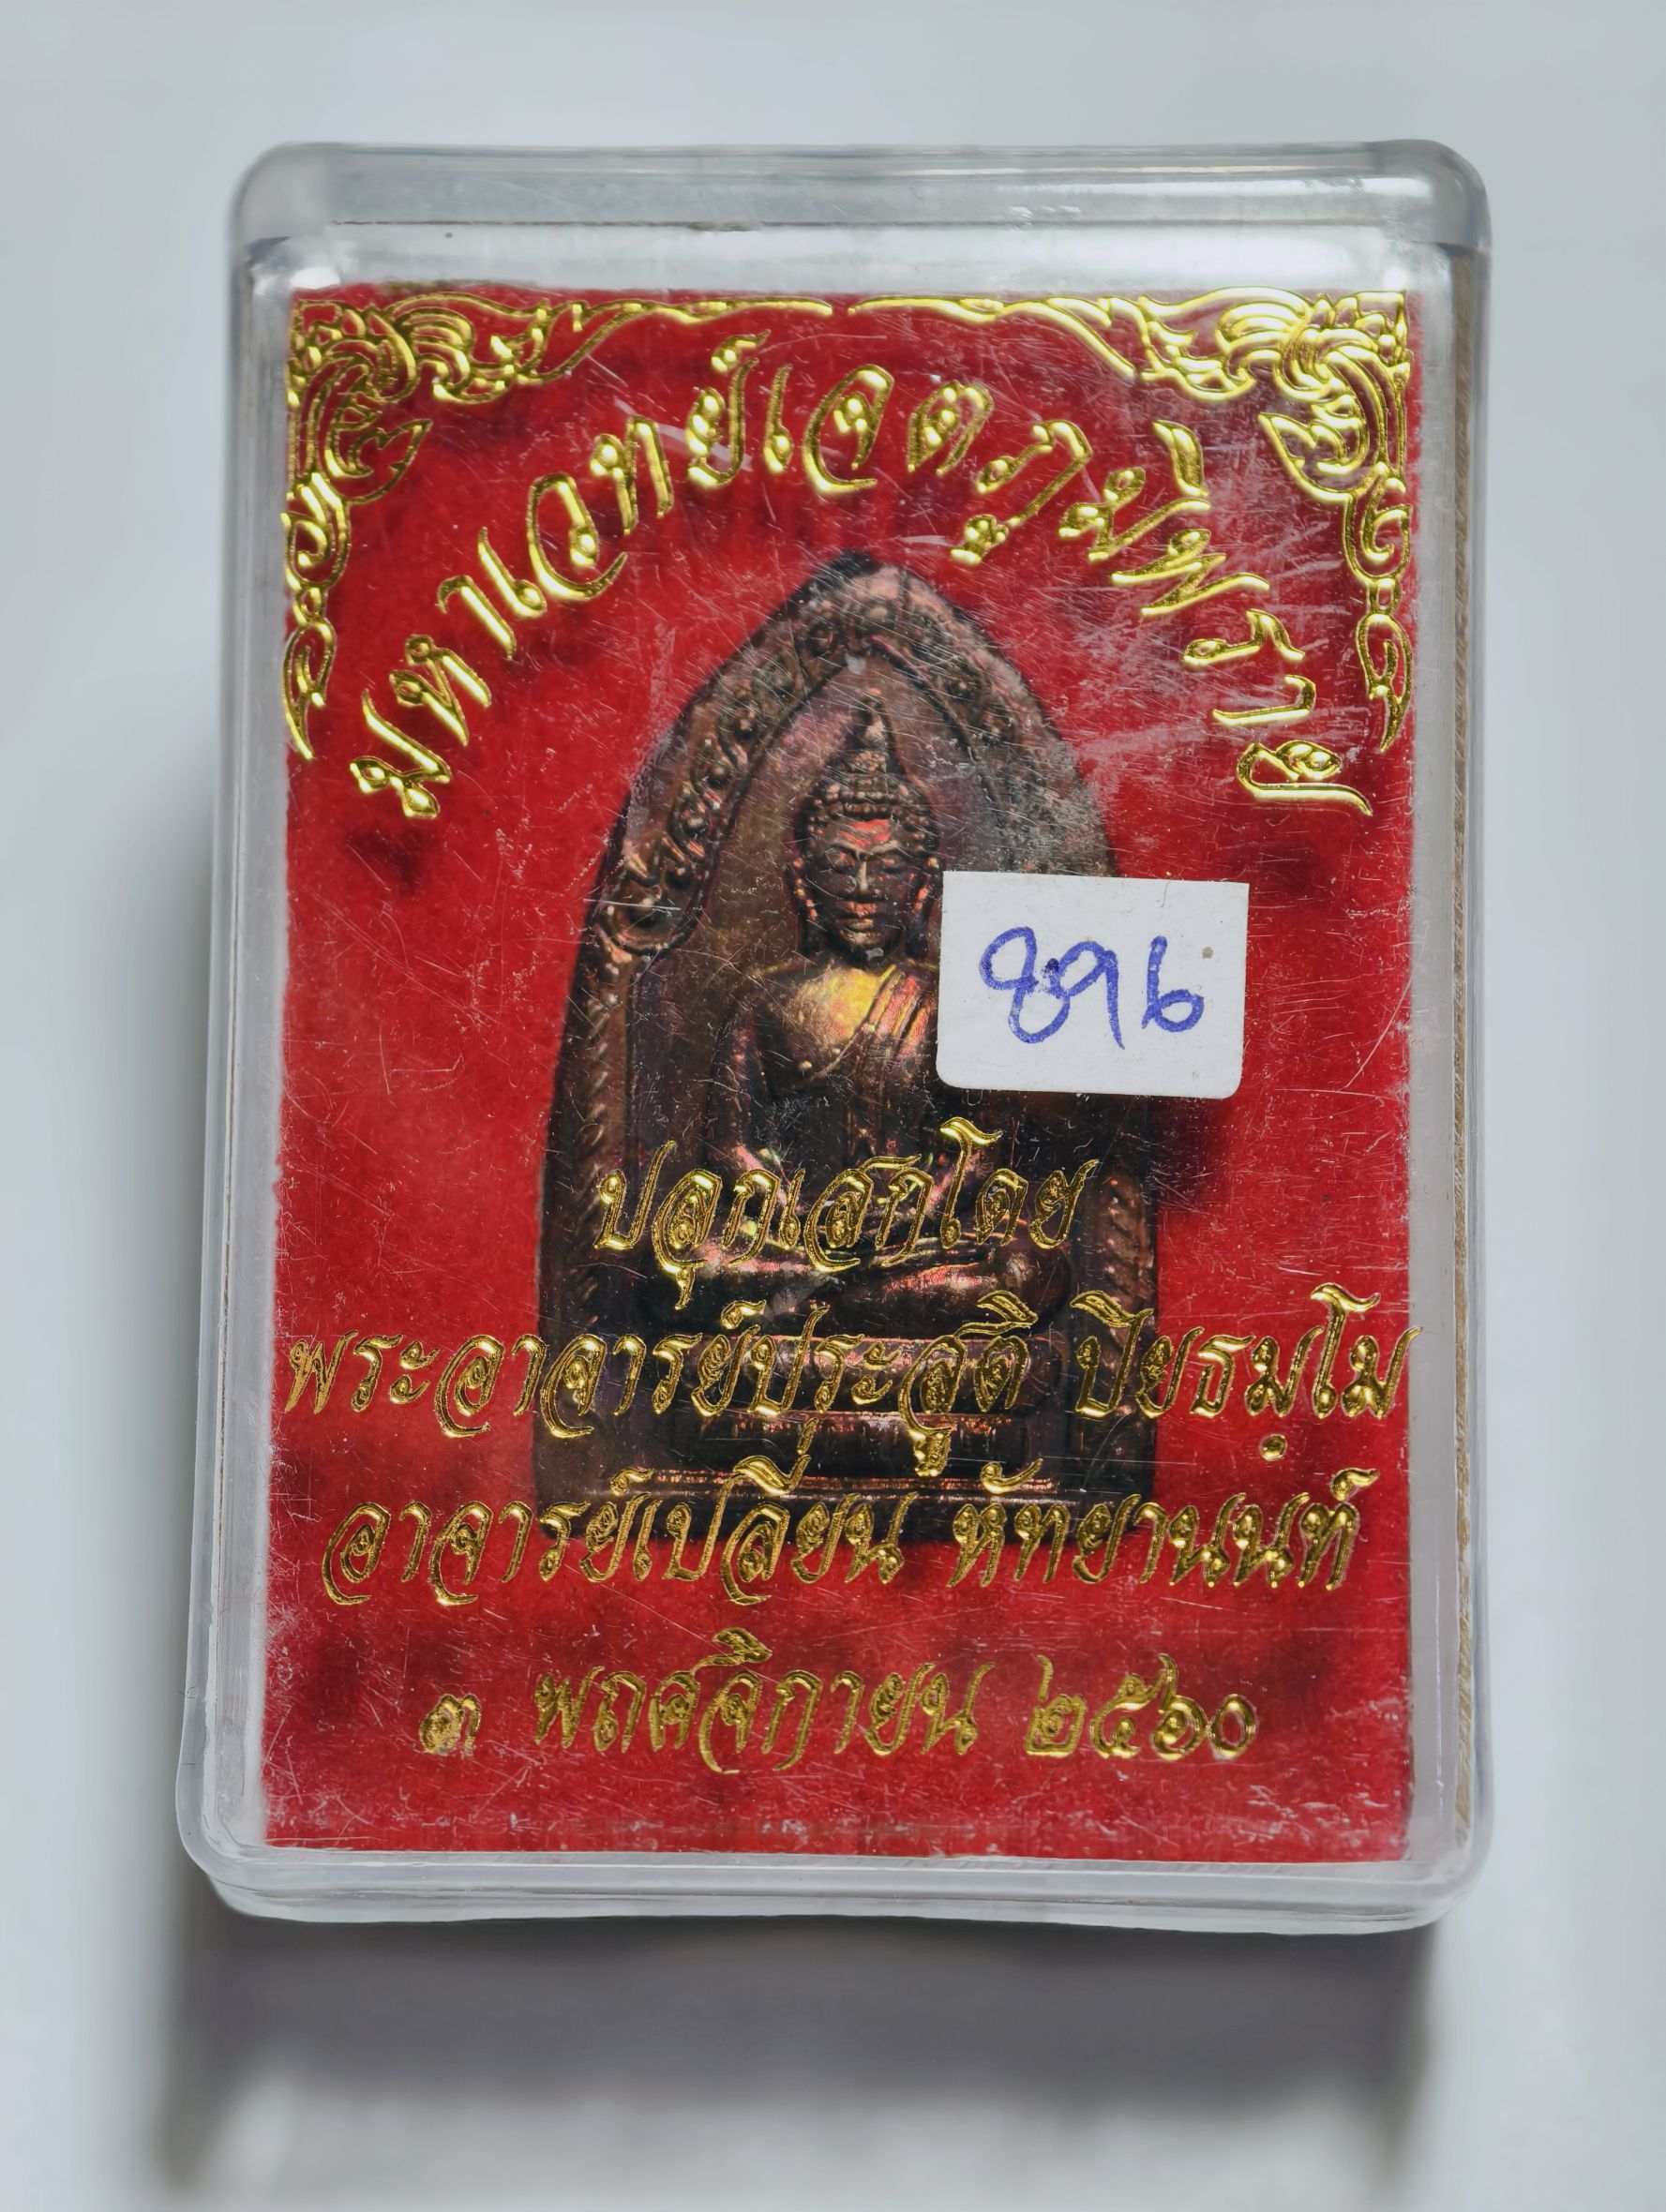 มหาเวทย์เจตภูมิพราย
896
ปลุกเสกโดย
พระอาจารย์ประสูติ ปิยธมฺโม
อาจารย์เปลี่ยน หัทยานนท์
๓ พฤศจิกายน ๒๕๖๐